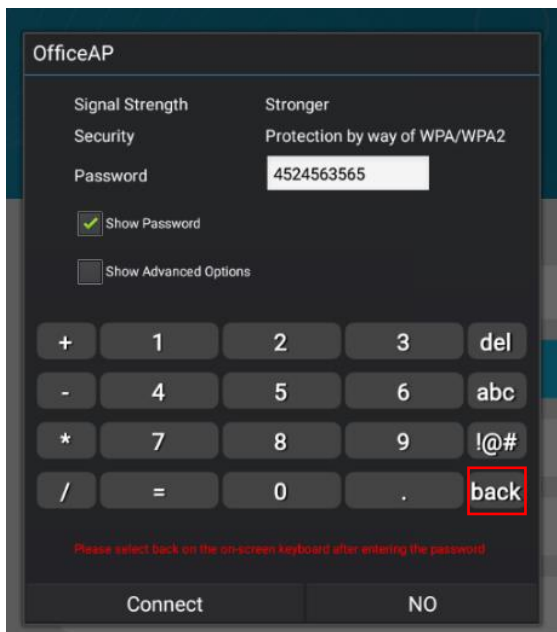 OfficeAP
Signal Strength Stronger
Security Protection by way of WPA/WPA2
Password 4524563565
Show Password
Show Advanced Options
+ 1 2 3 del
- 4 5 6 abc
* 7 8 9 !@#
/ = 0 . back
Please select back on the on-screen keyboard after entering the password
Connect NO